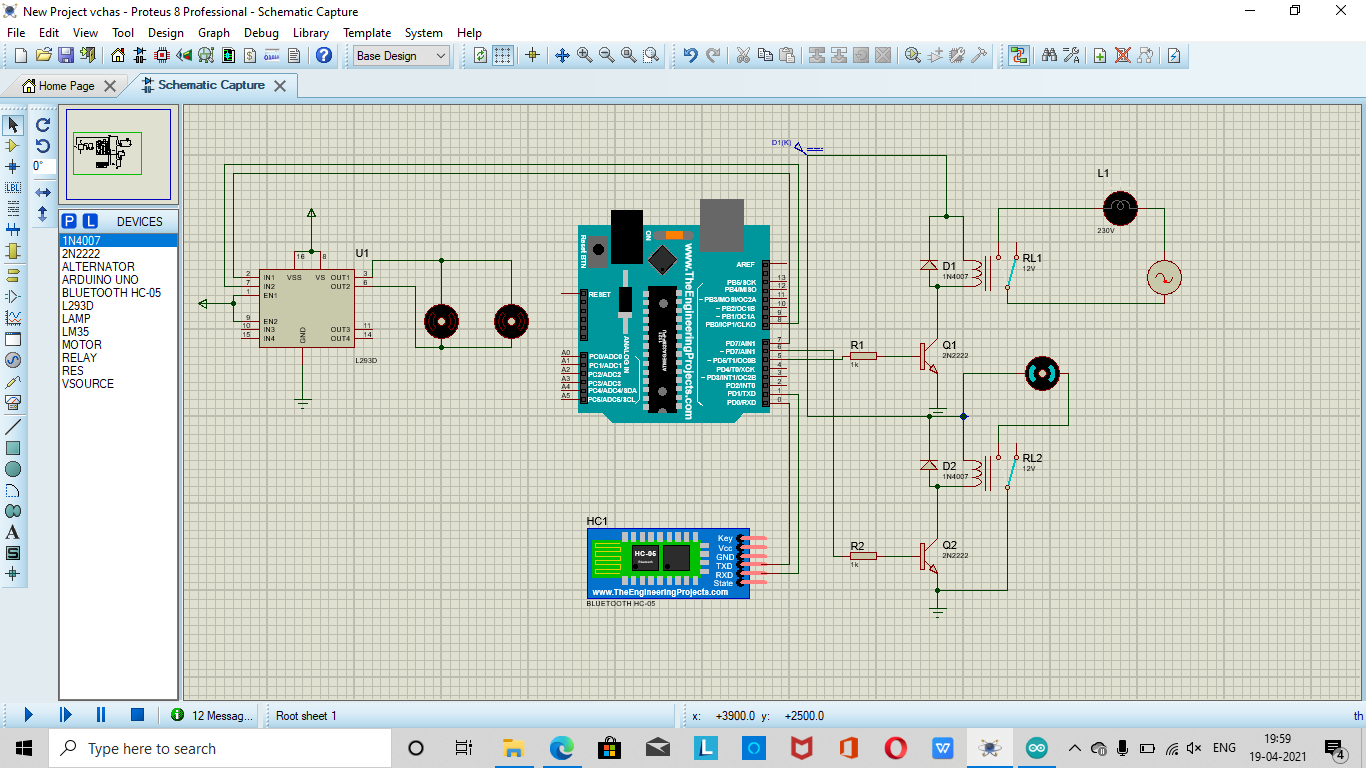 New Project vchas - Proteus 8 Professional - Schematic Capture
File Edit View Tool Design Graph Debug Library Template System Help
Base Design
Home Page
Schematic Capture
0°
LBL
P L DEVICES
1N4007
2N2222
ALTERNATOR
ARDUINO UNO
BLUETOOTH HC-05
L293D
LAMP
LM35
MOTOR
RELAY
RES
VSOURCE
D1(K)
U1
16 8
VSS VS
2 IN1 OUT1 3
7 IN2 OUT2 6
1 EN1
9 EN2
10 IN3 OUT3 11
15 IN4 OUT4 14
GND
L293D
Reset BTN
ON
www.TheEngineeringProjects.com
RESET
ANALOG IN
A0 PC0/ADC0
A1 PC1/ADC1
A2 PC2/ADC2
A3 PC3/ADC3
A4 PC4/ADC4/SDA
A5 PC5/ADC5/SCL
AREF
13
PB5/SCK 12
PB4/MISO 11
~ PB3/MOSI/OC2A 10
~ PB2/OC1B 9
~ PB1/OC1A 8
PB0/ICP1/CLKO
7
PD7/AIN1 6
~ PD7/AIN1 5
~ PD5/T1/OC0B 4
PD4/T0/XCK 3
~ PD3/INT1/OC2B 2
PD2/INT0 1
PD1/TXD 0
PD0/RXD
R1
1k
Q1
2N2222
D1
1N4007
RL1
12V
L1
230V
D2
1N4007
RL2
12V
R2
1k
Q2
2N2222
HC1
HC-05
Key
Vcc
GND
TXD
RXD
State
www.TheEngineeringProjects.com
BLUETOOTH HC-05
12 Messag...
Root sheet 1
x: +3900.0 y: +2500.0
th
Type here to search
ENG
19:59
19-04-2021
4